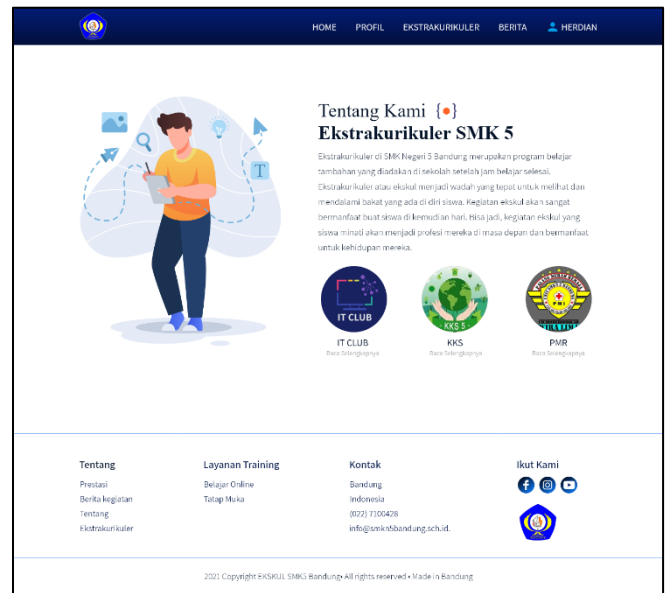 HOME PROFIL EKSTRAKURIKULER BERITA HERDIAN
Tentang Kami {•}
Ekstrakurikuler SMK 5
Ekstrakurikuler di SMK Negeri 5 Bandung merupakan program belajar
tambahan yang diadakan di sekolah setelah jam belajar selesai.
Ekstrakurikuler atau ekskul menjadi wadah yang tepat untuk melihat dan
mendalami bakat yang ada di diri siswa. Kegiatan ekskul akan sangat
bermanfaat buat siswa di kemudian hari. Bisa jadi, kegiatan ekskul yang
siswa minati akan menjadi profesi mereka di masa depan dan bermanfaat
untuk kehidupan mereka.
T
IT CLUB
KKS 5
PMI
IT CLUB KKS PMR
Baca Selengkapnya Baca Selengkapnya Baca Selengkapnya
Tentang Layanan Training Kontak Ikut Kami
Prestasi Belajar Online Bandung
Berita kegiatan Tatap Muka Indonesia
Tentang (022) 7100428
Ekstrakurikuler info@smkn5bandung.sch.id.
2021 Copyright EKSKUL SMK5 Bandung• All rights reserved • Made in Bandung